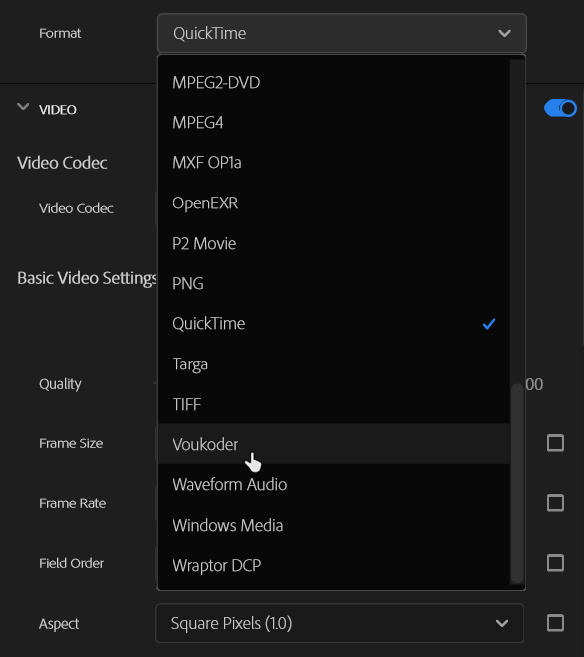 Format
QuickTime
MPEG2-DVD
VIDEO
MPEG4
Video Codec
MXF OP1a
Video Codec
OpenEXR
P2 Movie
Basic Video Settings
PNG
QuickTime
Targa
Quality
00
TIFF
Frame Size
Voukoder
Waveform Audio
Frame Rate
Windows Media
Field Order
Wraptor DCP
Aspect
Square Pixels (1.0)